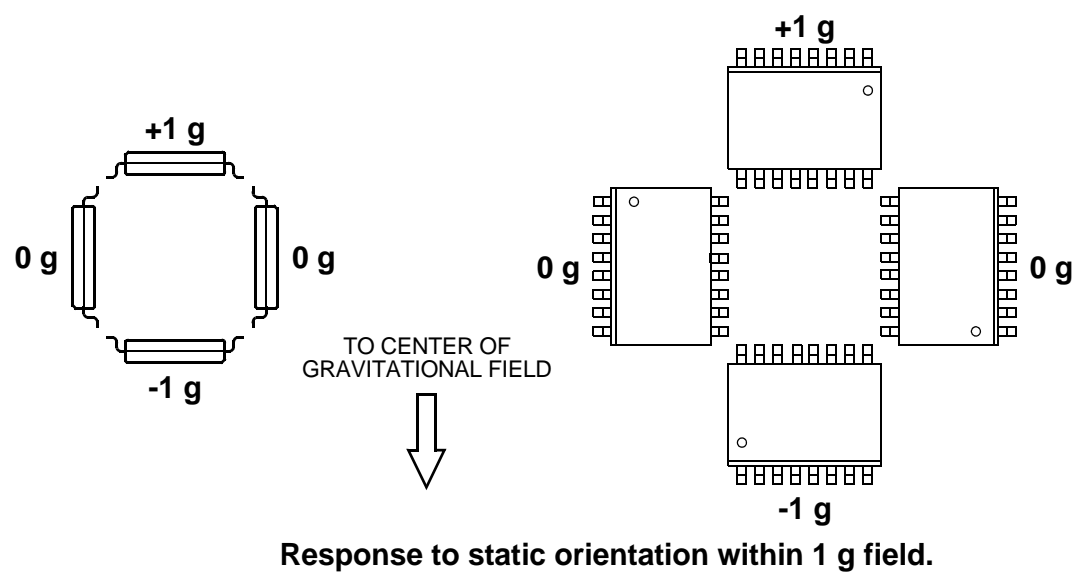 +1 g
+1 g
0 g
0 g
0 g
0 g
TO CENTER OF
GRAVITATIONAL FIELD
-1 g
-1 g
Response to static orientation within 1 g field.